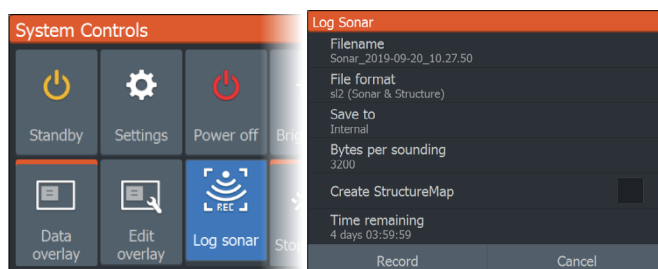 System Controls
Standby
Settings
Power off
Data
overlay
Edit
overlay
REC
Log sonar
Log Sonar
Filename
Sonar_2019-09-20_10.27.50
File format
sl2 (Sonar & Structure)
Save to
Internal
Bytes per sounding
3200
Create StructureMap
Time remaining
4 days 03:59:59
Record
Cancel